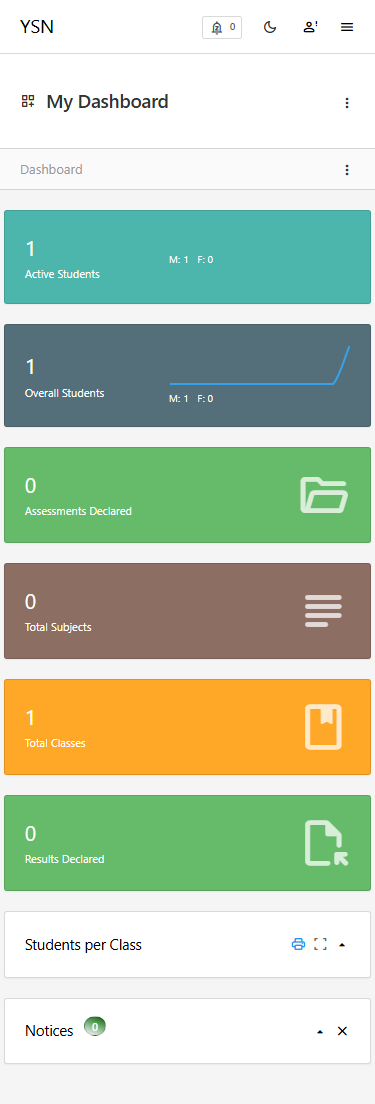 YSN
0
My Dashboard
Dashboard
1
Active Students
M: 1 F: 0
1
Overall Students
M: 1 F: 0
0
Assessments Declared
0
Total Subjects
1
Total Classes
0
Results Declared
Students per Class
Notices 0